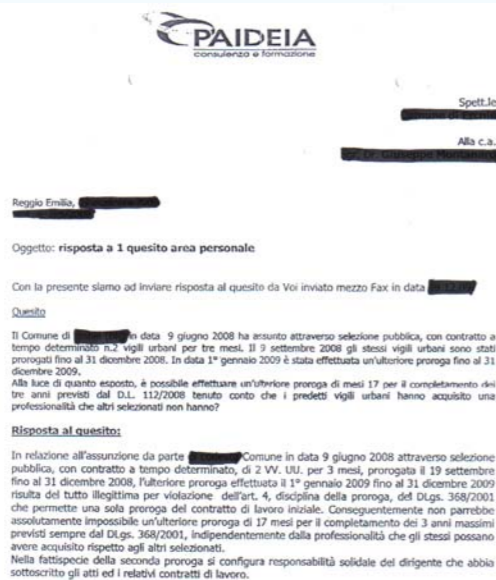 PAIDEIA
consulenza e formazione
Spett.le
Alla c.a.
Reggio Emilia,
Oggetto: risposta a 1 quesito area personale
Con la presente siamo ad inviare risposta al quesito da Voi inviato mezzo Fax in data
Quesito
Il Comune di in data 9 giugno 2008 ha assunto attraverso selezione pubblica, con contratto a
tempo determinato n.2 vigili urbani per tre mesi. Il 9 settembre 2008 gli stessi vigili urbani sono stati
prorogati fino al 31 dicembre 2008. In data 1° gennaio 2009 è stata effettuata un'ulteriore proroga fino al 31
dicembre 2009.
Alla luce di quanto esposto, è possibile effettuare un'ulteriore proroga di mesi 17 per il completamento dei
tre anni previsti dal D.L. 112/2008 tenuto conto che i predetti vigili urbani hanno acquisito una
professionalità che altri selezionati non hanno?
Risposta al quesito:
In relazione all'assunzione da parte Comune in data 9 giugno 2008 attraverso selezione
pubblica, con contratto a tempo determinato, di 2 VV. UU. per 3 mesi, prorogata il 19 settembre
fino al 31 dicembre 2008, l'ulteriore proroga effettuata il 1° gennaio 2009 fino al 31 dicembre 2009
risulta del tutto illegittima per violazione dell'art. 4, disciplina della proroga, del DLgs. 368/2001
che permette una sola proroga del contratto di lavoro iniziale. Conseguentemente non parrebbe
assolutamente impossibile un'ulteriore proroga di 17 mesi per il completamento dei 3 anni massimi
previsti sempre dal DLgs. 368/2001, indipendentemente dalla professionalità che gli stessi possano
avere acquisito rispetto agli altri selezionati.
Nella fattispecie della seconda proroga si configura responsabilità solidale del dirigente che abbia
sottoscritto gli atti ed i relativi contratti di lavoro.